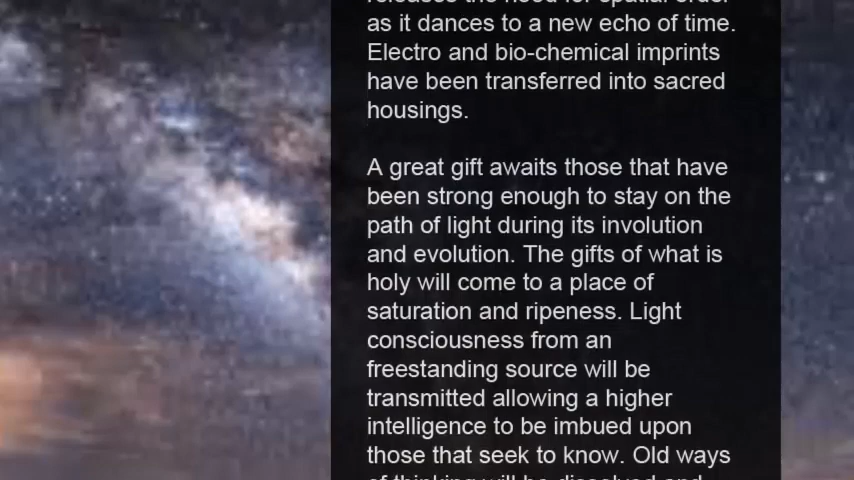 releases the need for spatial order
as it dances to a new echo of time.
Electro and bio-chemical imprints
have been transferred into sacred
housings.
A great gift awaits those that have
been strong enough to stay on the
path of light during its involution
and evolution. The gifts of what is
holy will come to a place of
saturation and ripeness. Light
consciousness from an
freestanding source will be
transmitted allowing a higher
intelligence to be imbued upon
those that seek to know. Old ways
of thinking will be dissolved and